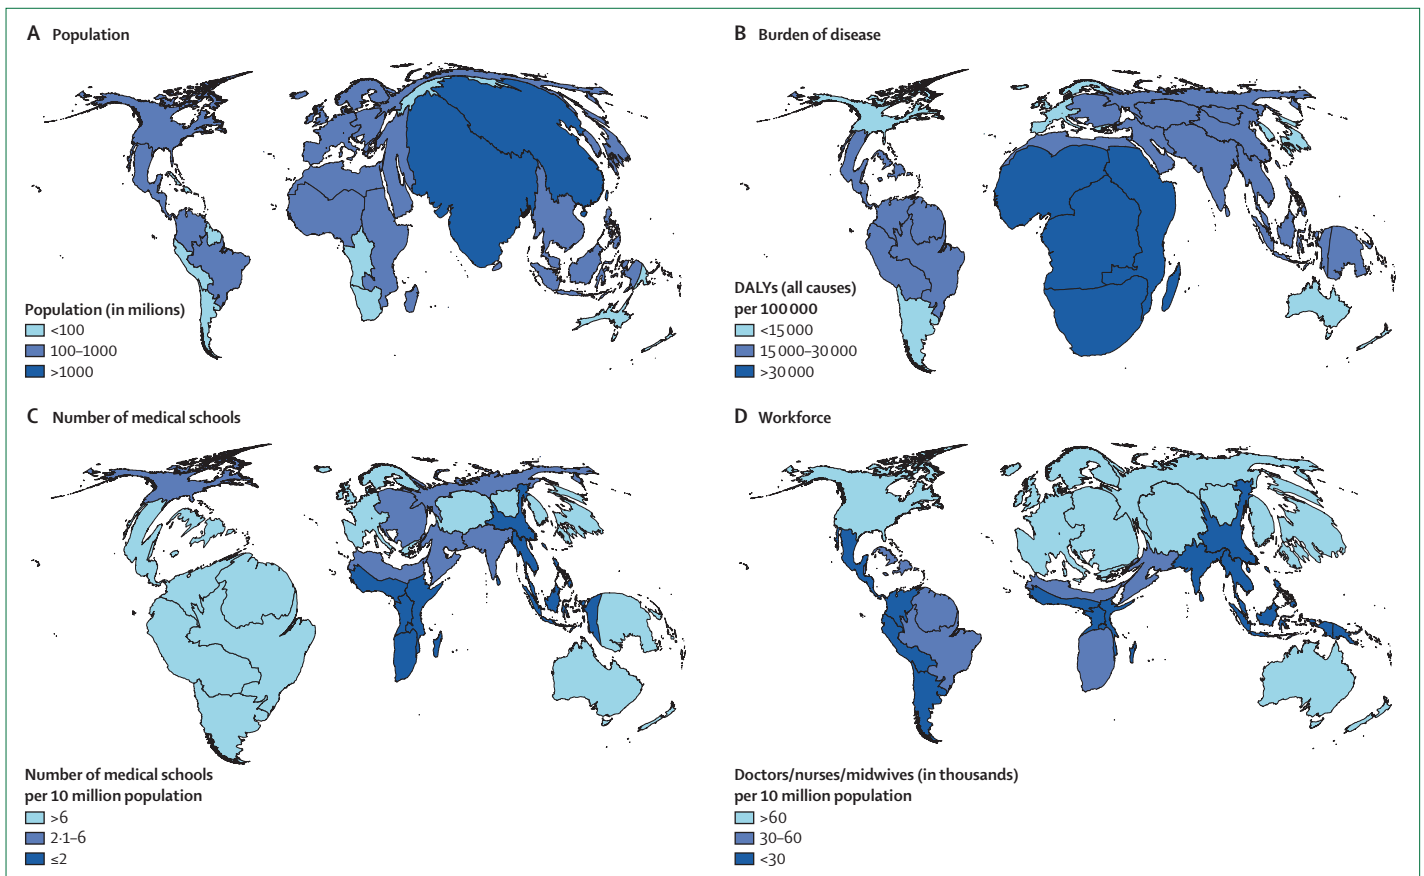 A Population
Population (in milions)
<100
100–1000
>1000
B Burden of disease
DALYs (all causes)
per 100 000
<15 000
15 000–30 000
>30 000
C Number of medical schools
Number of medical schools
per 10 million population
>6
2·1–6
≤2
D Workforce
Doctors/nurses/midwives (in thousands)
per 10 million population
>60
30–60
<30